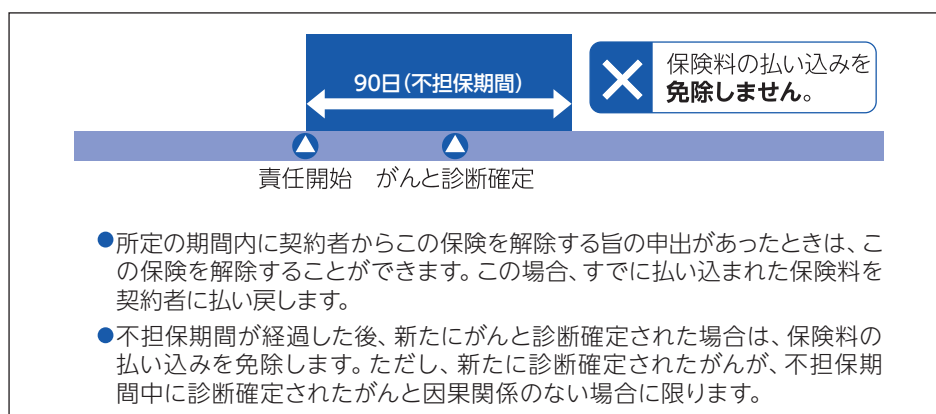 90日(不担保期間)
保険料の払い込みを
免除しません。
責任開始 がんと診断確定
●所定の期間内に契約者からこの保険を解除する旨の申出があったときは、こ
の保険を解除することができます。この場合、すでに払い込まれた保険料を
契約者に払い戻します。
●不担保期間が経過した後、新たにがんと診断確定された場合は、保険料の
払い込みを免除します。ただし、新たに診断確定されたがんが、不担保期
間中に診断確定されたがんと因果関係のない場合に限ります。